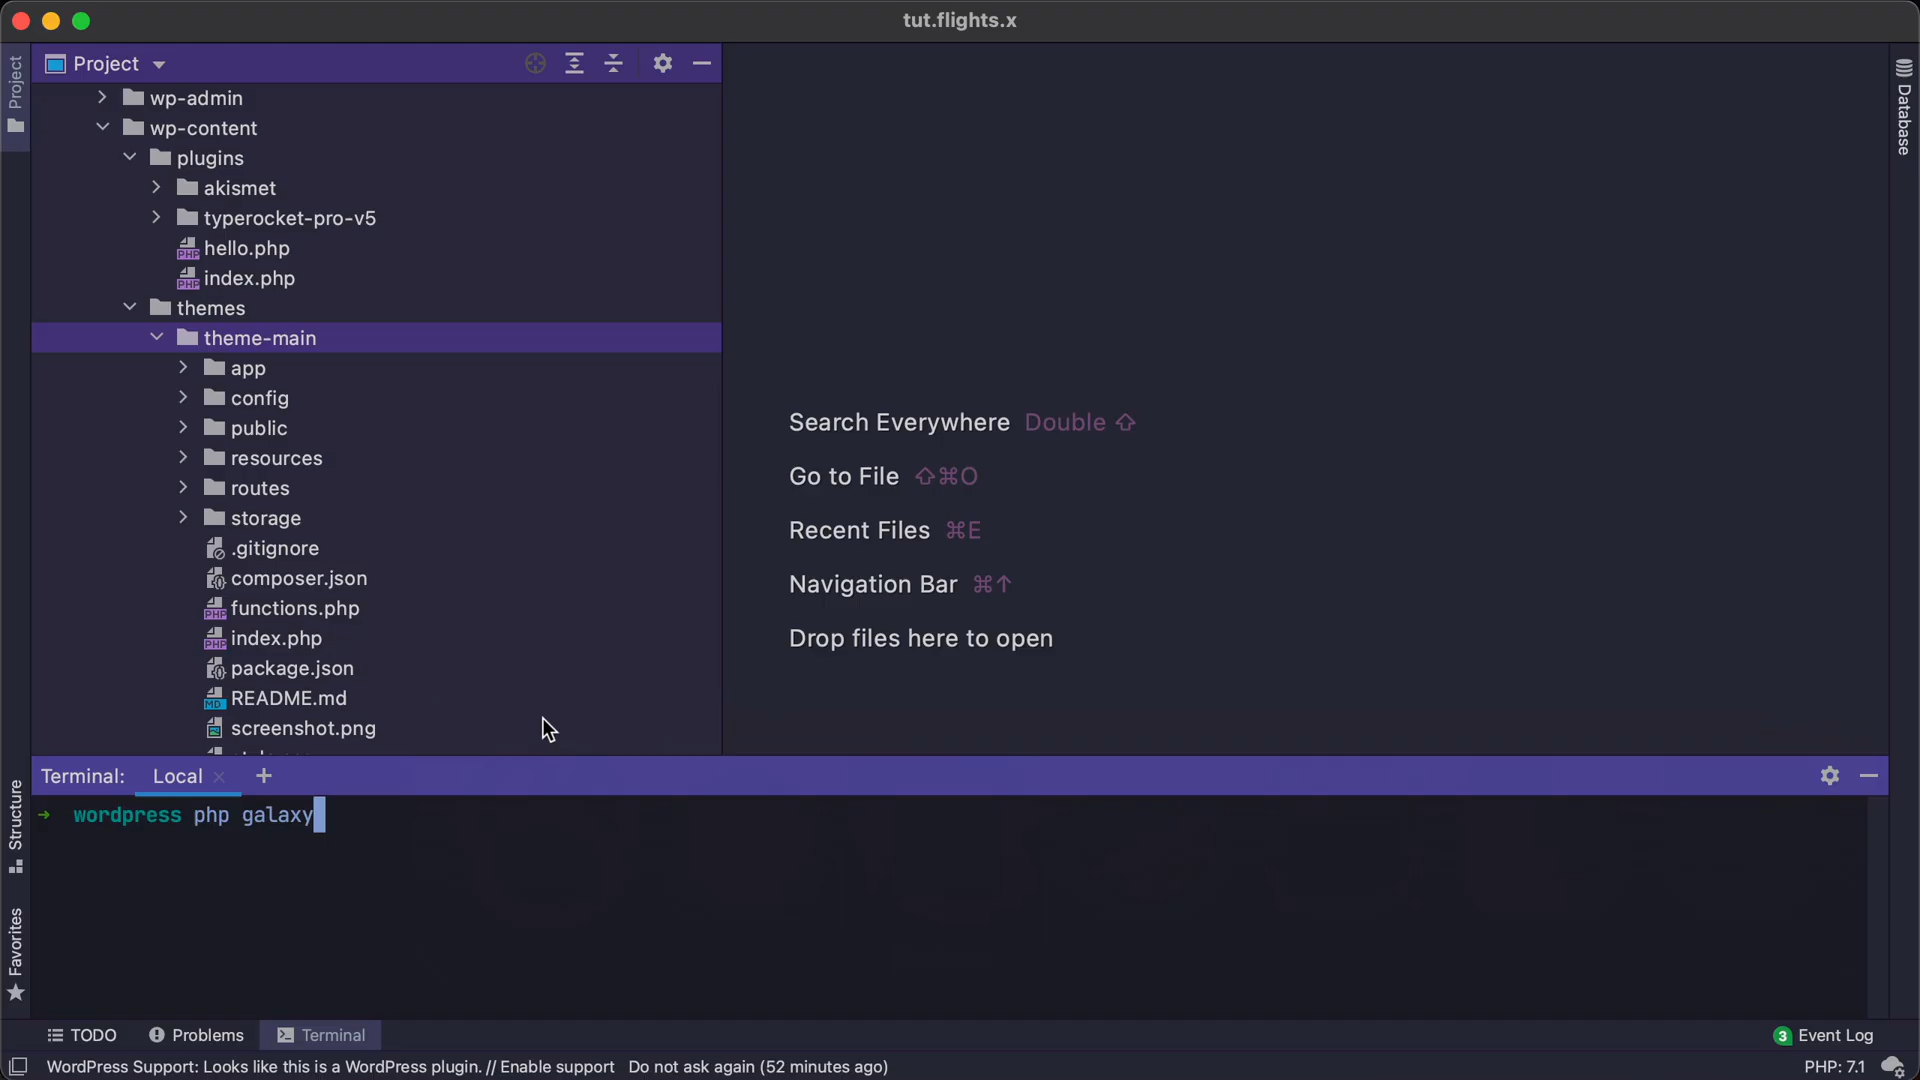 tut.flights.x
Project
Project
wp-admin
wp-content
plugins
akismet
typerocket-pro-v5
hello.php
index.php
themes
theme-main
app
config
public
resources
routes
storage
.gitignore
composer.json
functions.php
index.php
package.json
README.md
screenshot.png
Search Everywhere Double ⇧
Go to File ⇧⌘O
Recent Files ⌘E
Navigation Bar ⌘↑
Drop files here to open
Database
Terminal: Local × +
→ wordpress php galaxy
Structure
Favorites
TODO Problems Terminal
3 Event Log
WordPress Support: Looks like this is a WordPress plugin. // Enable support Do not ask again (52 minutes ago)
PHP: 7.1